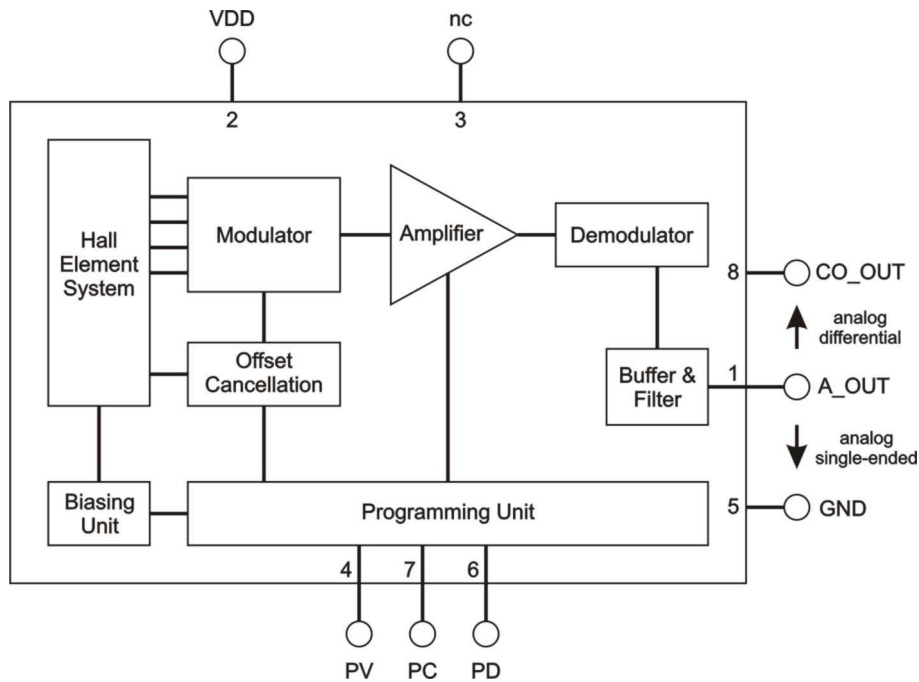 VDD
nc
2
3
Hall
Element
System
Modulator
Amplifier
Demodulator
8
CO_OUT
analog
differential
Offset
Cancellation
Buffer &
Filter
1
A_OUT
analog
single-ended
Biasing
Unit
Programming Unit
5
GND
4
7
6
PV
PC
PD